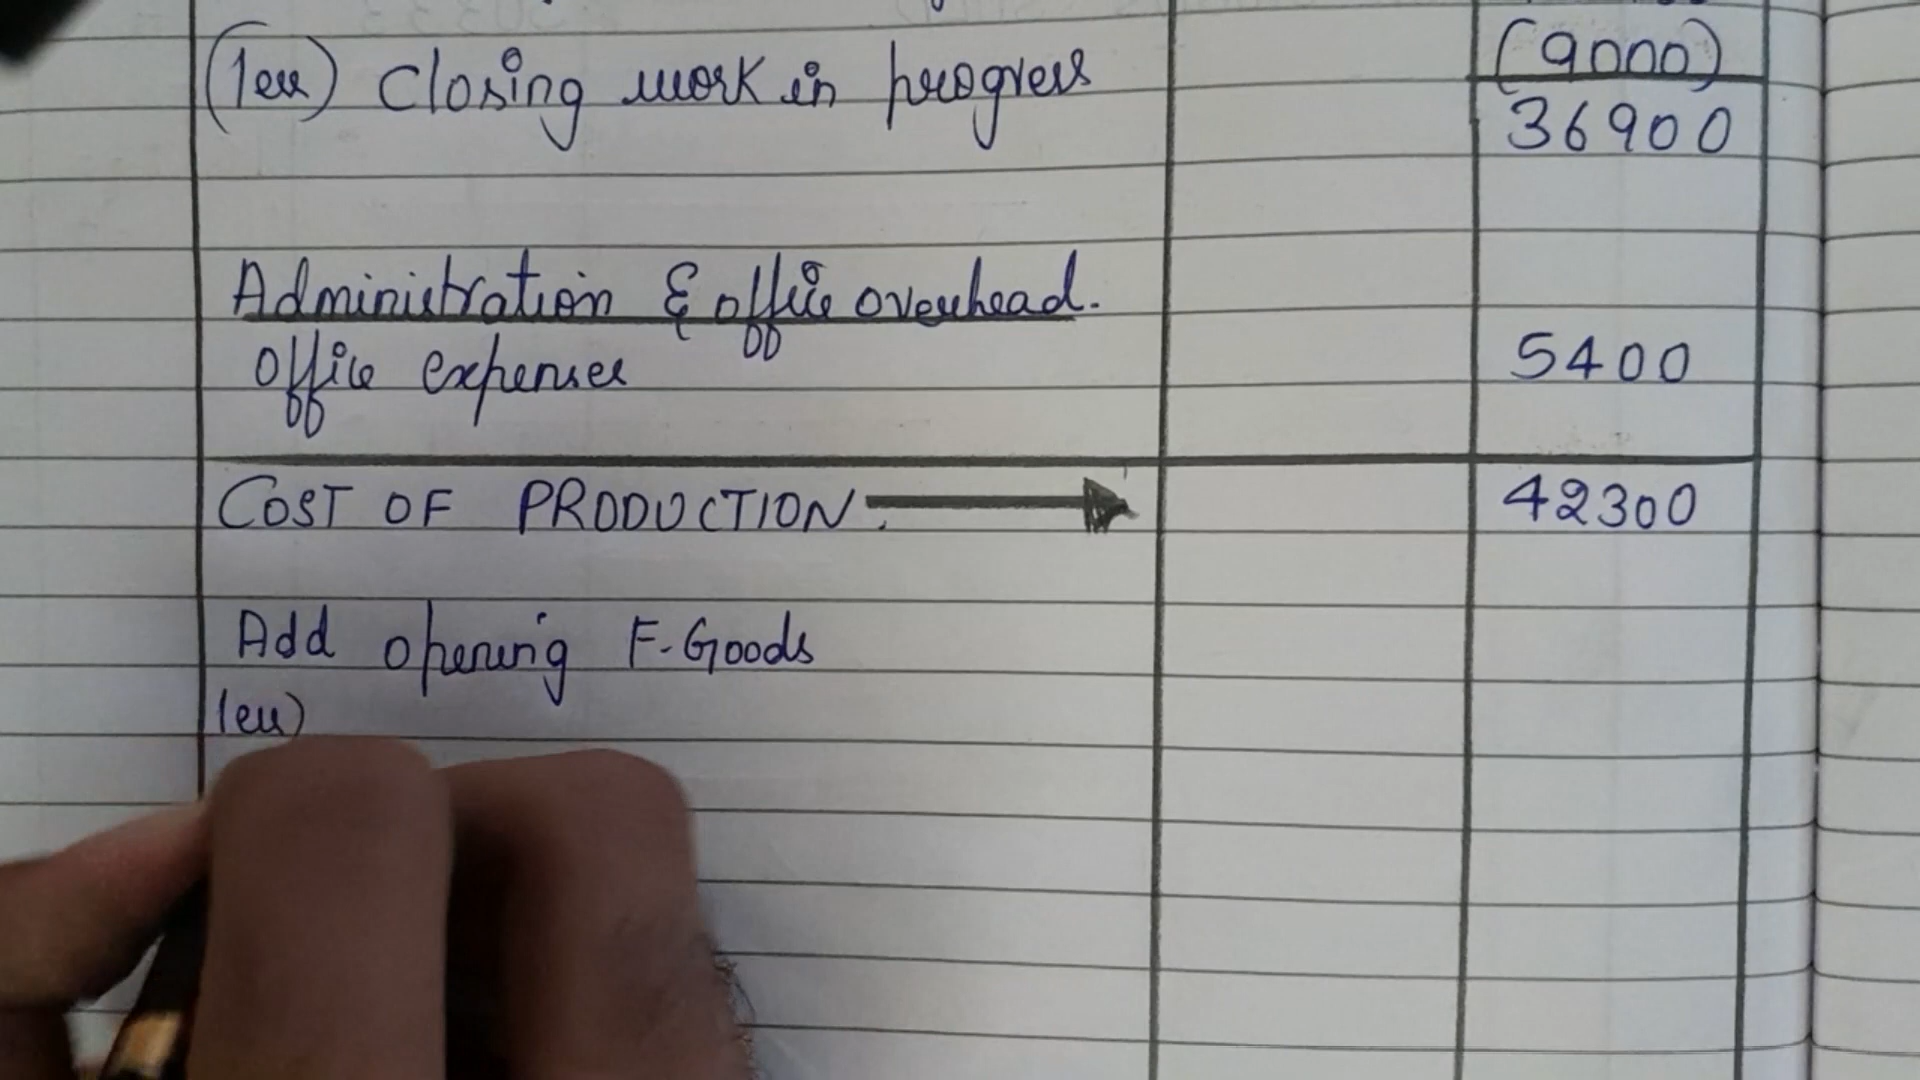 (less) Closing work in progress (9000)
36900
Administration & office overhead.
office expenses 5400
COST OF PRODUCTION. 42300
Add opening F. Goods
less)